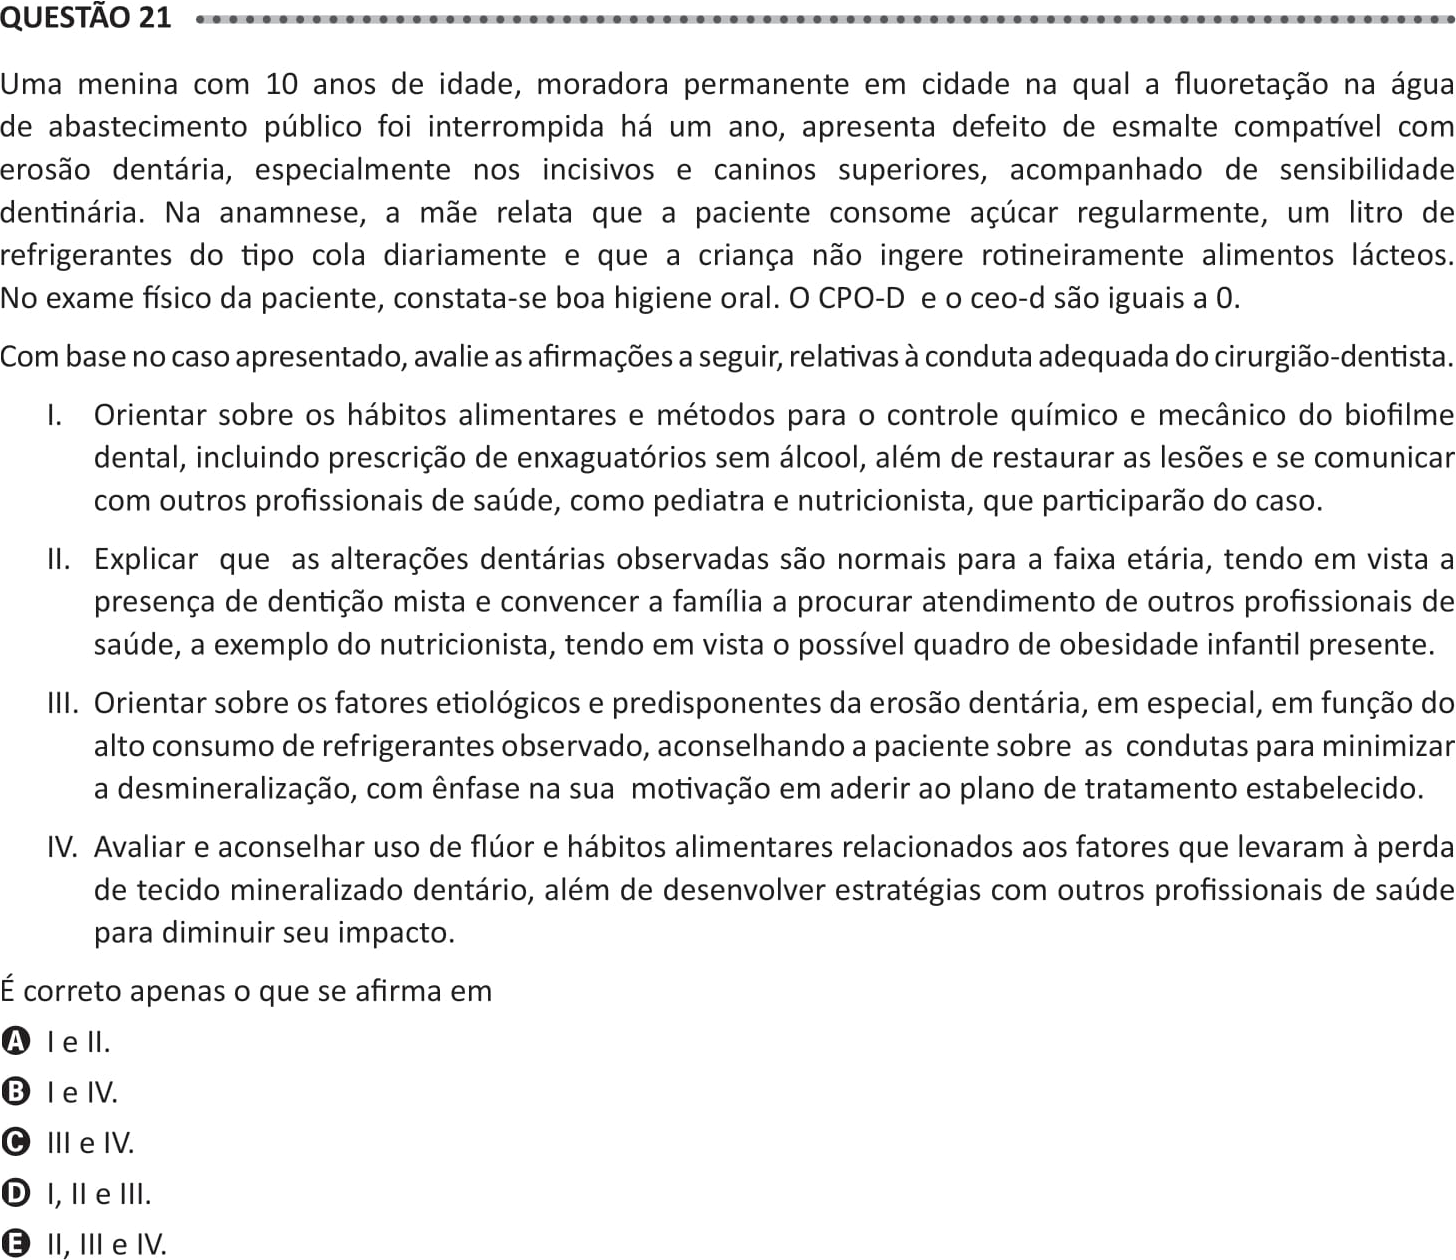 QUESTÃO 21
Uma menina com 10 anos de idade, moradora permanente em cidade na qual a fluoretação na água
de abastecimento público foi interrompida há um ano, apresenta defeito de esmalte compatível com
erosão dentária, especialmente nos incisivos e caninos superiores, acompanhado de sensibilidade
dentinária. Na anamnese, a mãe relata que a paciente consome açúcar regularmente, um litro de
refrigerantes do tipo cola diariamente e que a criança não ingere rotineiramente alimentos lácteos.
No exame físico da paciente, constata-se boa higiene oral. O CPO-D e o ceo-d são iguais a 0.
Com base no caso apresentado, avalie as afirmações a seguir, relativas à conduta adequada do cirurgião-dentista.
I. Orientar sobre os hábitos alimentares e métodos para o controle químico e mecânico do biofilme
dental, incluindo prescrição de enxaguatórios sem álcool, além de restaurar as lesões e se comunicar
com outros profissionais de saúde, como pediatra e nutricionista, que participarão do caso.
II. Explicar que as alterações dentárias observadas são normais para a faixa etária, tendo em vista a
presença de dentição mista e convencer a família a procurar atendimento de outros profissionais de
saúde, a exemplo do nutricionista, tendo em vista o possível quadro de obesidade infantil presente.
III. Orientar sobre os fatores etiológicos e predisponentes da erosão dentária, em especial, em função do
alto consumo de refrigerantes observado, aconselhando a paciente sobre as condutas para minimizar
a desmineralização, com ênfase na sua motivação em aderir ao plano de tratamento estabelecido.
IV. Avaliar e aconselhar uso de flúor e hábitos alimentares relacionados aos fatores que levaram à perda
de tecido mineralizado dentário, além de desenvolver estratégias com outros profissionais de saúde
para diminuir seu impacto.
É correto apenas o que se afirma em
A I e II.
B I e IV.
C III e IV.
D I, II e III.
E II, III e IV.